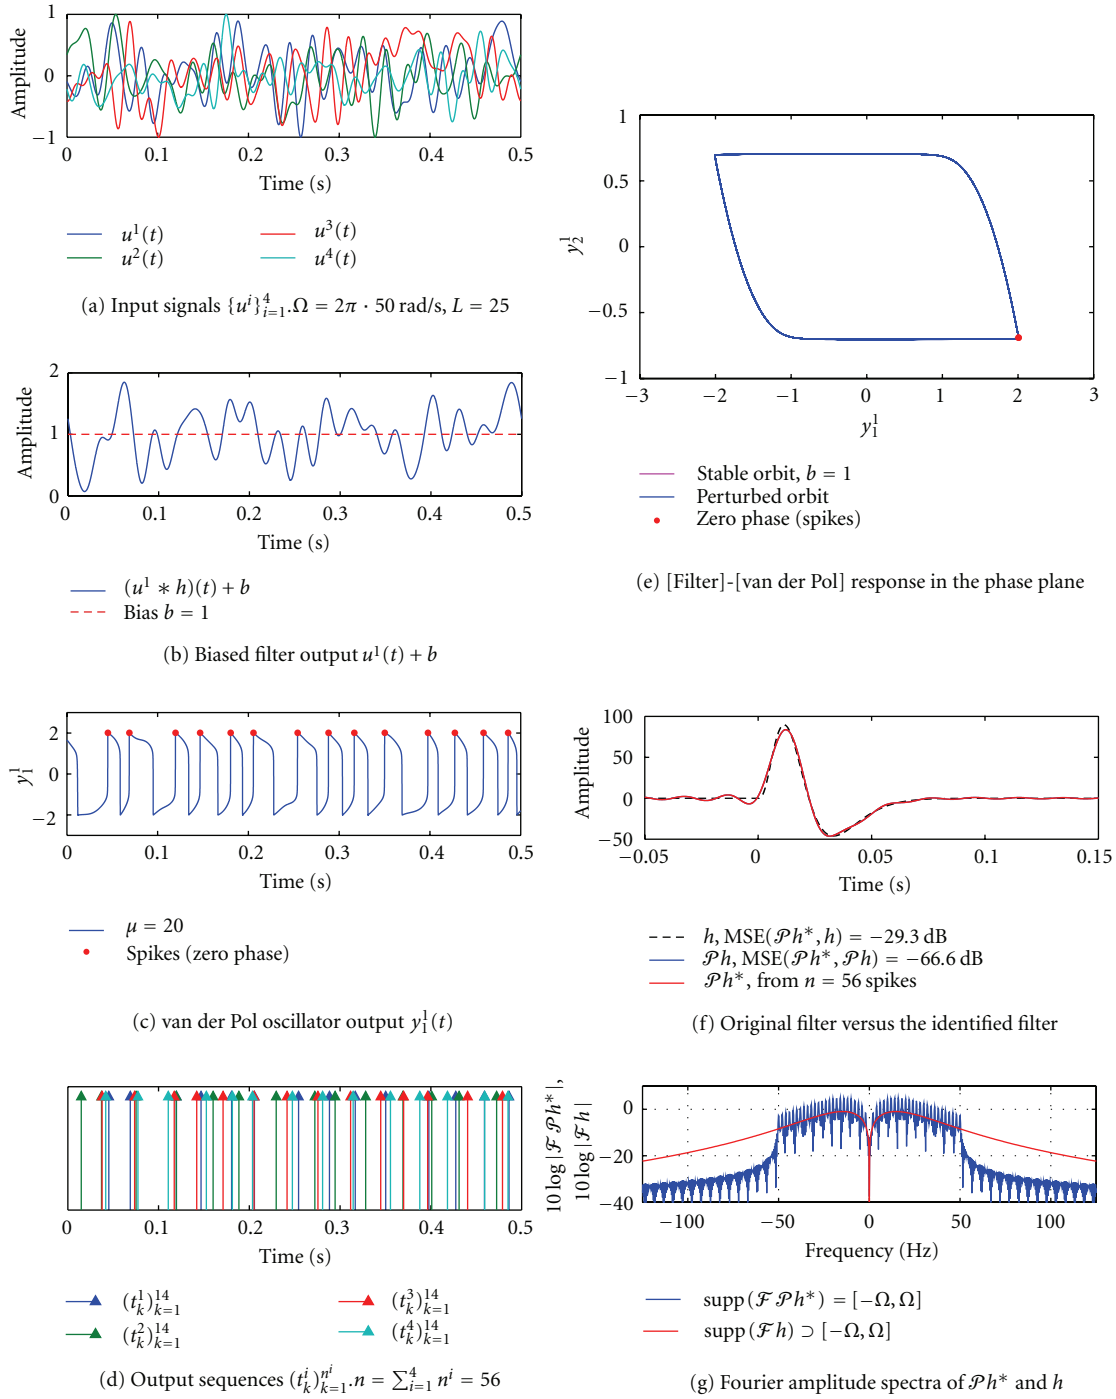 1
0
−1
Amplitude
0
0.1
0.2
0.3
0.4
0.5
Time (s)
u¹(t)
u²(t)
u³(t)
u⁴(t)
(a) Input signals {uⁱ}⁴ᵢ₌₁.Ω = 2π · 50 rad/s, L = 25
2
1
0
Amplitude
0
0.1
0.2
0.3
0.4
0.5
Time (s)
(u¹ ∗ h)(t) + b
Bias b = 1
(b) Biased filter output u¹(t) + b
2
0
−2
y₁¹
0
0.1
0.2
0.3
0.4
0.5
Time (s)
μ = 20
Spikes (zero phase)
(c) van der Pol oscillator output y₁¹(t)
0
0.1
0.2
0.3
0.4
0.5
Time (s)
(t¹ₖ)¹⁴ₖ₌₁
(t²ₖ)¹⁴ₖ₌₁
(t³ₖ)¹⁴ₖ₌₁
(t⁴ₖ)¹⁴ₖ₌₁
(d) Output sequences (tⁱₖ)ⁿⁱₖ₌₁.n = ∑⁴ᵢ₌₁ nⁱ = 56
1
0.5
0
−0.5
−1
y₂¹
−3
−2
−1
0
1
2
3
y₁¹
Stable orbit, b = 1
Perturbed orbit
Zero phase (spikes)
(e) [Filter]-[van der Pol] response in the phase plane
100
50
0
−50
Amplitude
−0.05
0
0.05
0.1
0.15
Time (s)
h, MSE(𝒫h∗, h) = −29.3 dB
𝒫h, MSE(𝒫h∗, 𝒫h) = −66.6 dB
𝒫h∗, from n = 56 spikes
(f) Original filter versus the identified filter
10 log |ℱ𝒫h∗|,
10 log |ℱh|
0
−20
−40
−100
−50
0
50
100
Frequency (Hz)
supp(ℱ𝒫h∗) = [−Ω, Ω]
supp(ℱh) ⊃ [−Ω, Ω]
(g) Fourier amplitude spectra of 𝒫h∗ and h